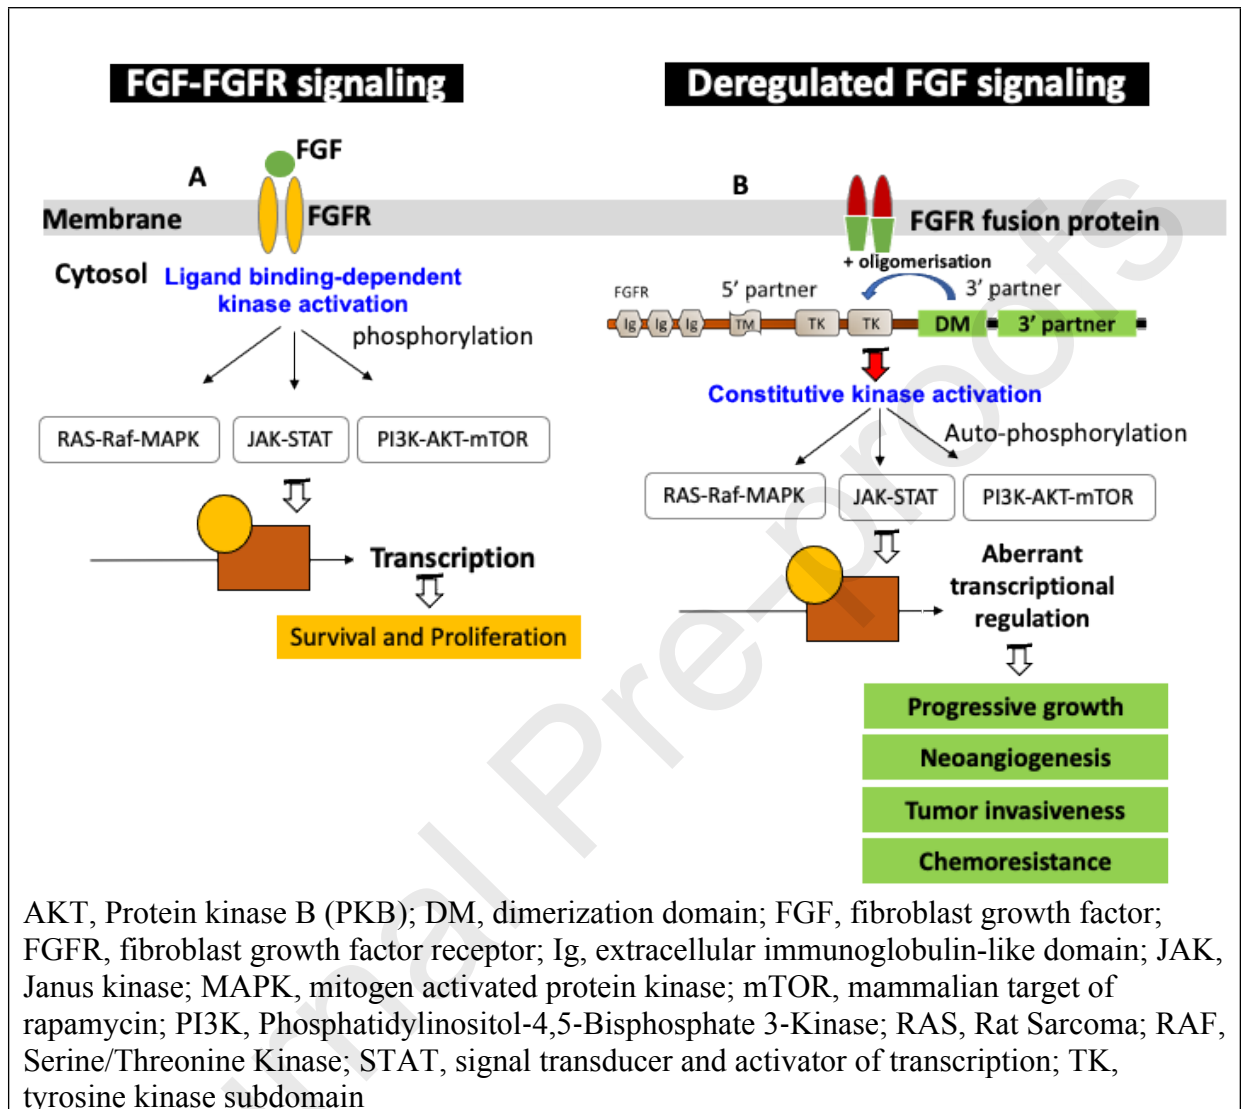 FGF-FGFR signaling
A
FGF
Membrane
FGFR
Cytosol
Ligand binding-dependent
kinase activation
phosphorylation
RAS-Raf-MAPK
JAK-STAT
PI3K-AKT-mTOR
Transcription
Survival and Proliferation
Deregulated FGF signaling
B
FGFR fusion protein
+ oligomerisation
FGFR
5' partner
3' partner
Ig Ig Ig TM TK TK DM 3' partner
Constitutive kinase activation
Auto-phosphorylation
RAS-Raf-MAPK
JAK-STAT
PI3K-AKT-mTOR
Aberrant
transcriptional
regulation
Progressive growth
Neoangiogenesis
Tumor invasiveness
Chemoresistance
AKT, Protein kinase B (PKB); DM, dimerization domain; FGF, fibroblast growth factor;
FGFR, fibroblast growth factor receptor; Ig, extracellular immunoglobulin-like domain; JAK,
Janus kinase; MAPK, mitogen activated protein kinase; mTOR, mammalian target of
rapamycin; PI3K, Phosphatidylinositol-4,5-Bisphosphate 3-Kinase; RAS, Rat Sarcoma; RAF,
Serine/Threonine Kinase; STAT, signal transducer and activator of transcription; TK,
tyrosine kinase subdomain
nal Pre-proofs